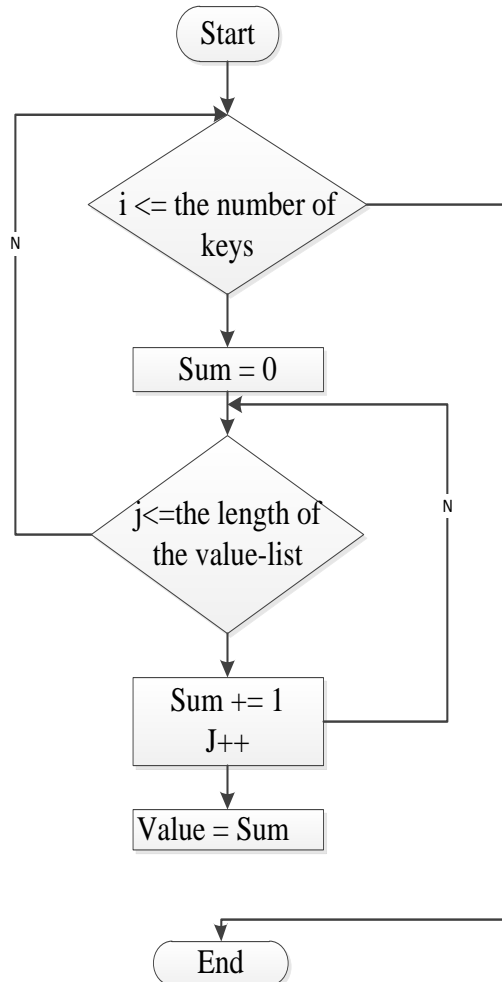 Start
i <= the number of
keys
N
Sum = 0
j<=the length of
the value-list
N
Sum += 1
J++
Value = Sum
End